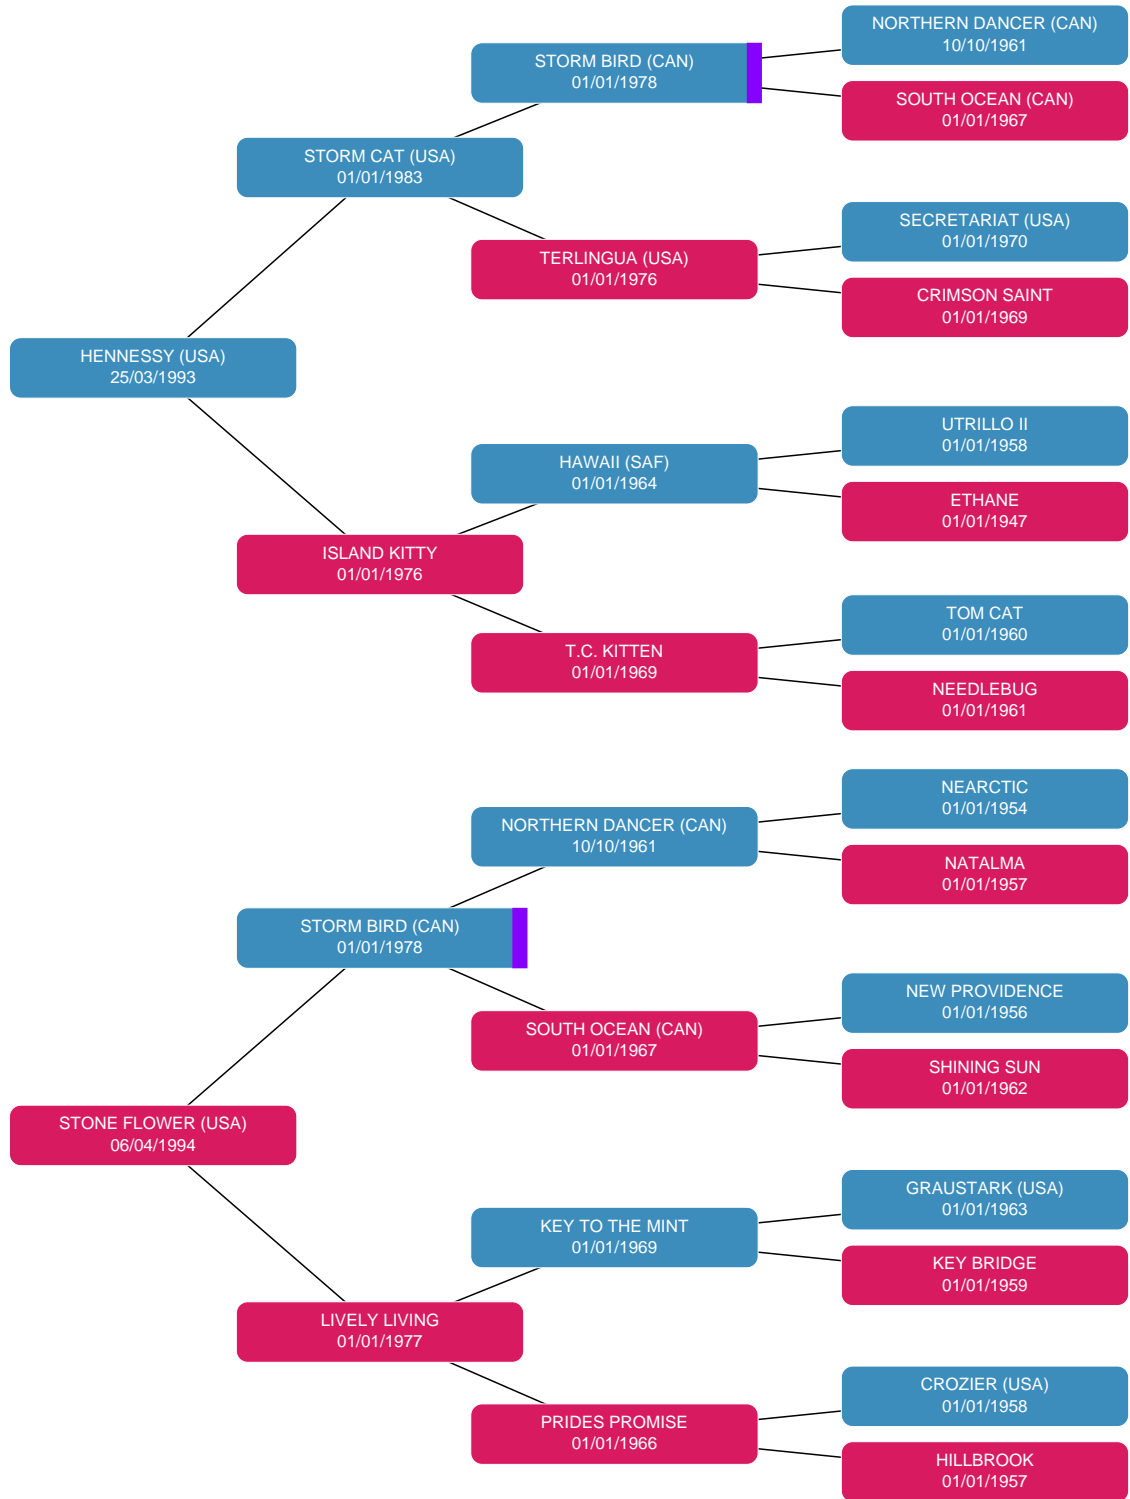 NORTHERN DANCER (CAN)
10/10/1961
STORM BIRD (CAN)
01/01/1978
SOUTH OCEAN (CAN)
01/01/1967
STORM CAT (USA)
01/01/1983
SECRETARIAT (USA)
01/01/1970
TERLINGUA (USA)
01/01/1976
CRIMSON SAINT
01/01/1969
HENNESSY (USA)
25/03/1993
UTRILLO II
01/01/1958
HAWAII (SAF)
01/01/1964
ETHANE
01/01/1947
ISLAND KITTY
01/01/1976
TOM CAT
01/01/1960
T.C. KITTEN
01/01/1969
NEEDLEBUG
01/01/1961
NEARCTIC
01/01/1954
NORTHERN DANCER (CAN)
10/10/1961
NATALMA
01/01/1957
STORM BIRD (CAN)
01/01/1978
NEW PROVIDENCE
01/01/1956
SOUTH OCEAN (CAN)
01/01/1967
SHINING SUN
01/01/1962
STONE FLOWER (USA)
06/04/1994
GRAUSTARK (USA)
01/01/1963
KEY TO THE MINT
01/01/1969
KEY BRIDGE
01/01/1959
LIVELY LIVING
01/01/1977
CROZIER (USA)
01/01/1958
PRIDES PROMISE
01/01/1966
HILLBROOK
01/01/1957